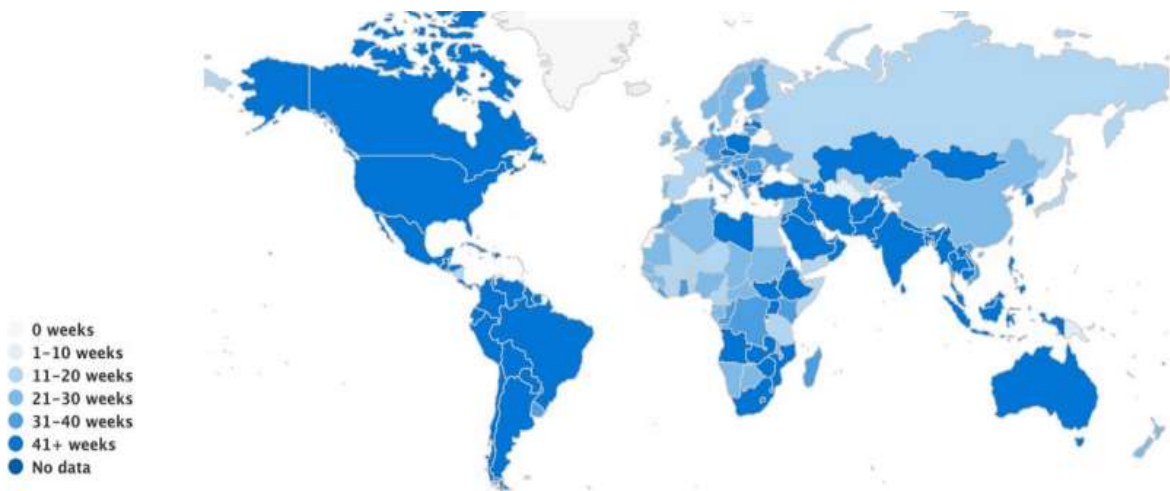 0 weeks
1–10 weeks
11–20 weeks
21–30 weeks
31–40 weeks
41+ weeks
No data